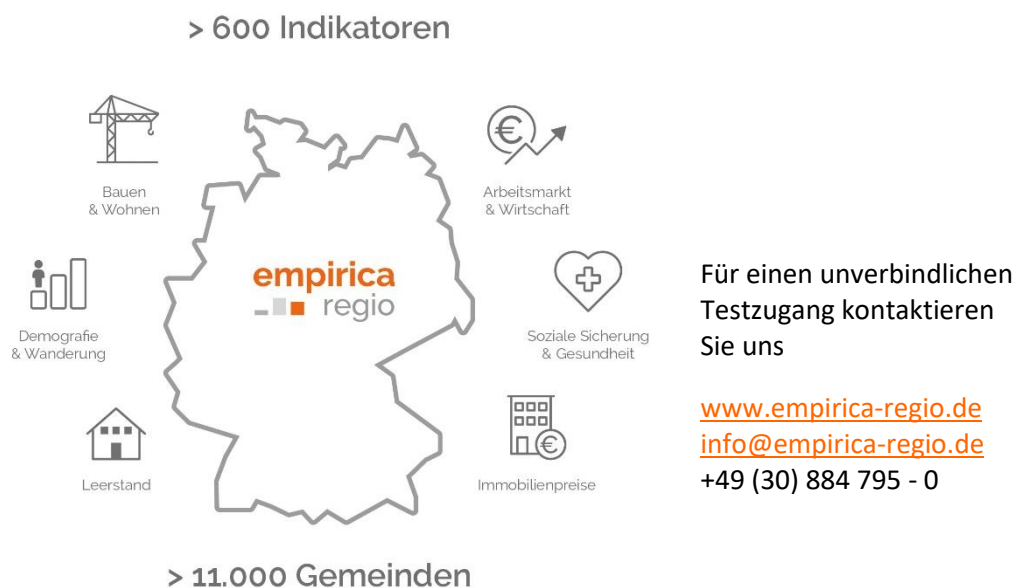 > 600 Indikatoren
Bauen
& Wohnen
Arbeitsmarkt
& Wirtschaft
Demografie
& Wanderung
empirica
regio
Soziale Sicherung
& Gesundheit
Leerstand
Immobilienpreise
> 11.000 Gemeinden
Für einen unverbindlichen
Testzugang kontaktieren
Sie uns
www.empirica-regio.de
info@empirica-regio.de
+49 (30) 884 795 - 0